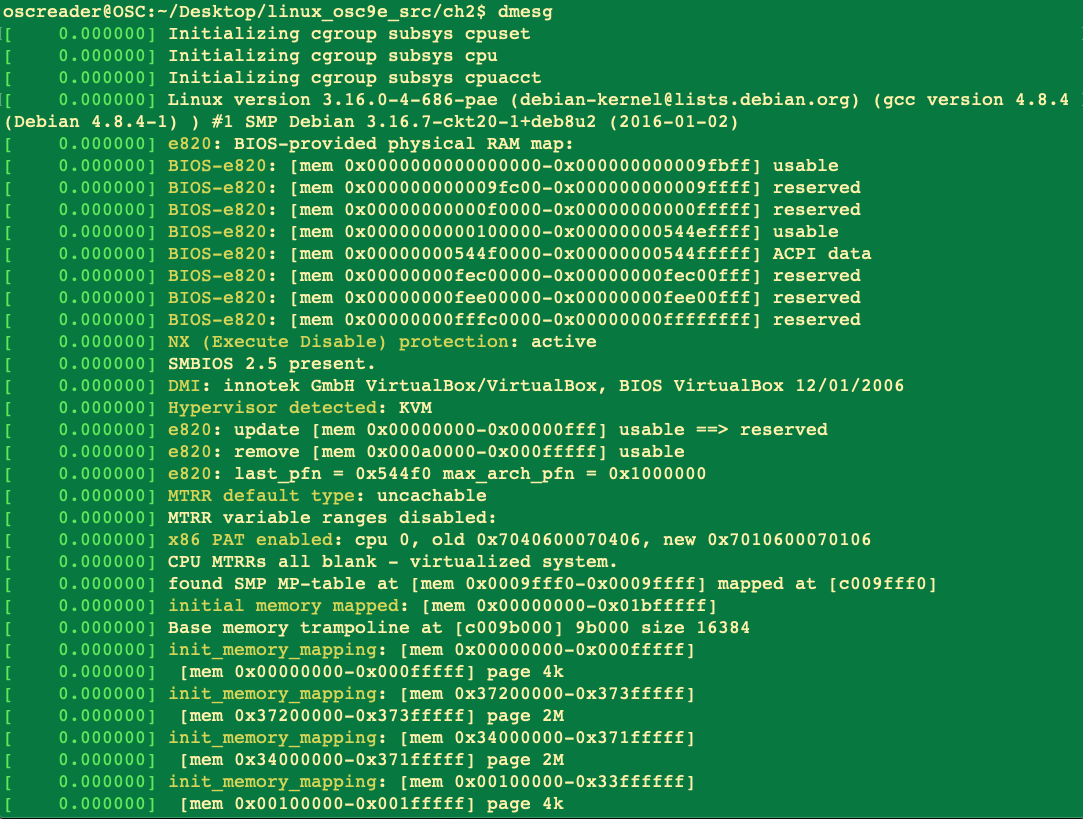 oscreader@OSC:~/Desktop/linux_osc9e_src/ch2$ dmesg
[    0.000000] Initializing cgroup subsys cpuset
[    0.000000] Initializing cgroup subsys cpu
[    0.000000] Initializing cgroup subsys cpuacct
[    0.000000] Linux version 3.16.0-4-686-pae (debian-kernel@lists.debian.org) (gcc version 4.8.4
(Debian 4.8.4-1) ) #1 SMP Debian 3.16.7-ckt20-1+deb8u2 (2016-01-02)
[    0.000000] e820: BIOS-provided physical RAM map:
[    0.000000] BIOS-e820: [mem 0x0000000000000000-0x000000000009fbff] usable
[    0.000000] BIOS-e820: [mem 0x000000000009fc00-0x000000000009ffff] reserved
[    0.000000] BIOS-e820: [mem 0x00000000000f0000-0x00000000000fffff] reserved
[    0.000000] BIOS-e820: [mem 0x0000000000100000-0x00000000544effff] usable
[    0.000000] BIOS-e820: [mem 0x00000000544f0000-0x00000000544fffff] ACPI data
[    0.000000] BIOS-e820: [mem 0x00000000fec00000-0x00000000fec00fff] reserved
[    0.000000] BIOS-e820: [mem 0x00000000fee00000-0x00000000fee00fff] reserved
[    0.000000] BIOS-e820: [mem 0x00000000fffc0000-0x00000000ffffffff] reserved
[    0.000000] NX (Execute Disable) protection: active
[    0.000000] SMBIOS 2.5 present.
[    0.000000] DMI: innotek GmbH VirtualBox/VirtualBox, BIOS VirtualBox 12/01/2006
[    0.000000] Hypervisor detected: KVM
[    0.000000] e820: update [mem 0x00000000-0x00000fff] usable ==> reserved
[    0.000000] e820: remove [mem 0x000a0000-0x000fffff] usable
[    0.000000] e820: last_pfn = 0x544f0 max_arch_pfn = 0x1000000
[    0.000000] MTRR default type: uncachable
[    0.000000] MTRR variable ranges disabled:
[    0.000000] x86 PAT enabled: cpu 0, old 0x7040600070406, new 0x7010600070106
[    0.000000] CPU MTRRs all blank - virtualized system.
[    0.000000] found SMP MP-table at [mem 0x0009fff0-0x0009ffff] mapped at [c009fff0]
[    0.000000] initial memory mapped: [mem 0x00000000-0x01bfffff]
[    0.000000] Base memory trampoline at [c009b000] 9b000 size 16384
[    0.000000] init_memory_mapping: [mem 0x00000000-0x000fffff]
[    0.000000]  [mem 0x00000000-0x000fffff] page 4k
[    0.000000] init_memory_mapping: [mem 0x37200000-0x373fffff]
[    0.000000]  [mem 0x37200000-0x373fffff] page 2M
[    0.000000] init_memory_mapping: [mem 0x34000000-0x371fffff]
[    0.000000]  [mem 0x34000000-0x371fffff] page 2M
[    0.000000] init_memory_mapping: [mem 0x00100000-0x33ffffff]
[    0.000000]  [mem 0x00100000-0x001fffff] page 4k